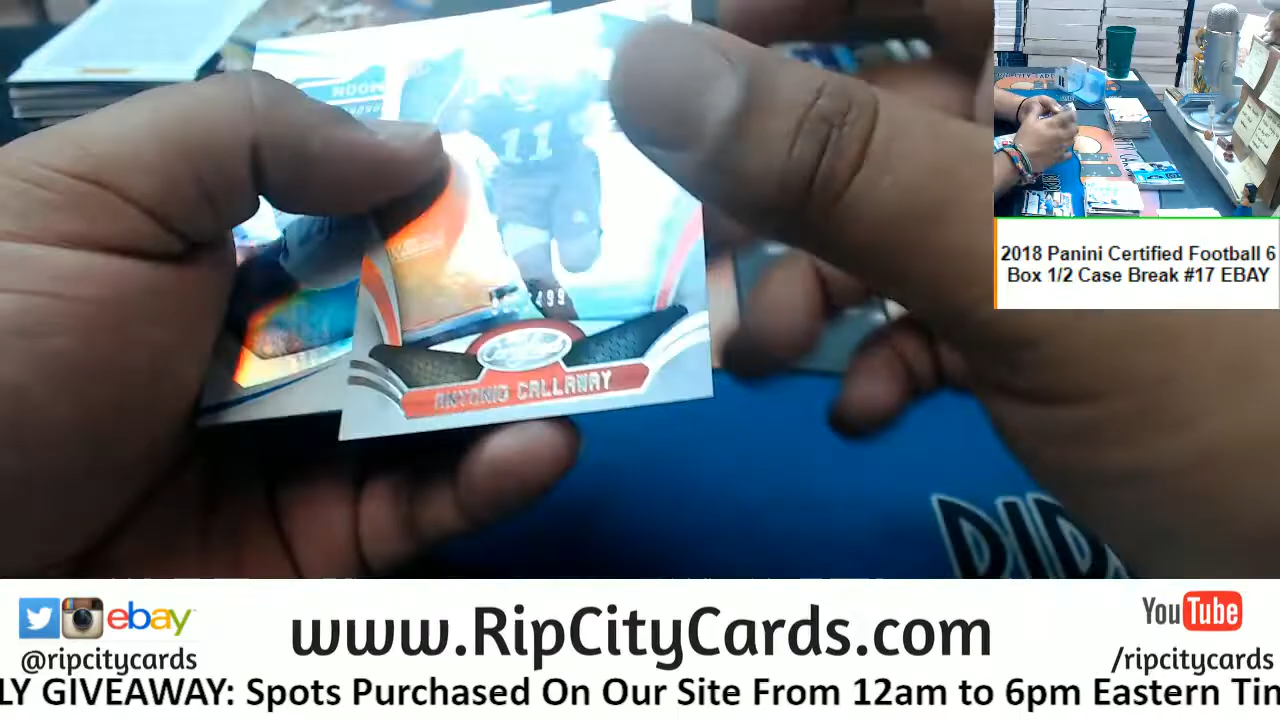 11
499
ANTONIO CALLAWAY
2018 Panini Certified Football 6
Box 1/2 Case Break #17 EBAY
ebay
@ripcitycards
www.RipCityCards.com
YouTube
/ripcitycards
LY GIVEAWAY: Spots Purchased On Our Site From 12am to 6pm Eastern Tin